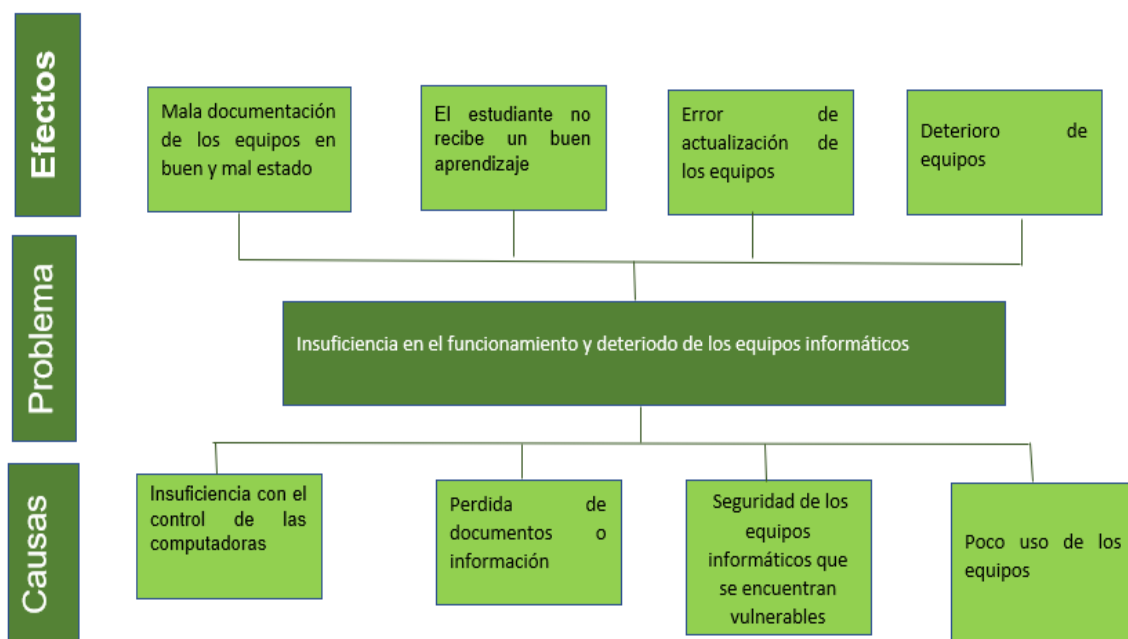 Efectos
Mala documentación
de los equipos en
buen y mal estado
El estudiante no
recibe un buen
aprendizaje
Error de
actualización de
los equipos
Deterioro de
equipos
Problema
Insuficiencia en el funcionamiento y deteriodo de los equipos informáticos
Causas
Insuficiencia con el
control de las
computadoras
Perdida de
documentos o
información
Seguridad de los
equipos
informáticos que
se encuentran
vulnerables
Poco uso de los
equipos